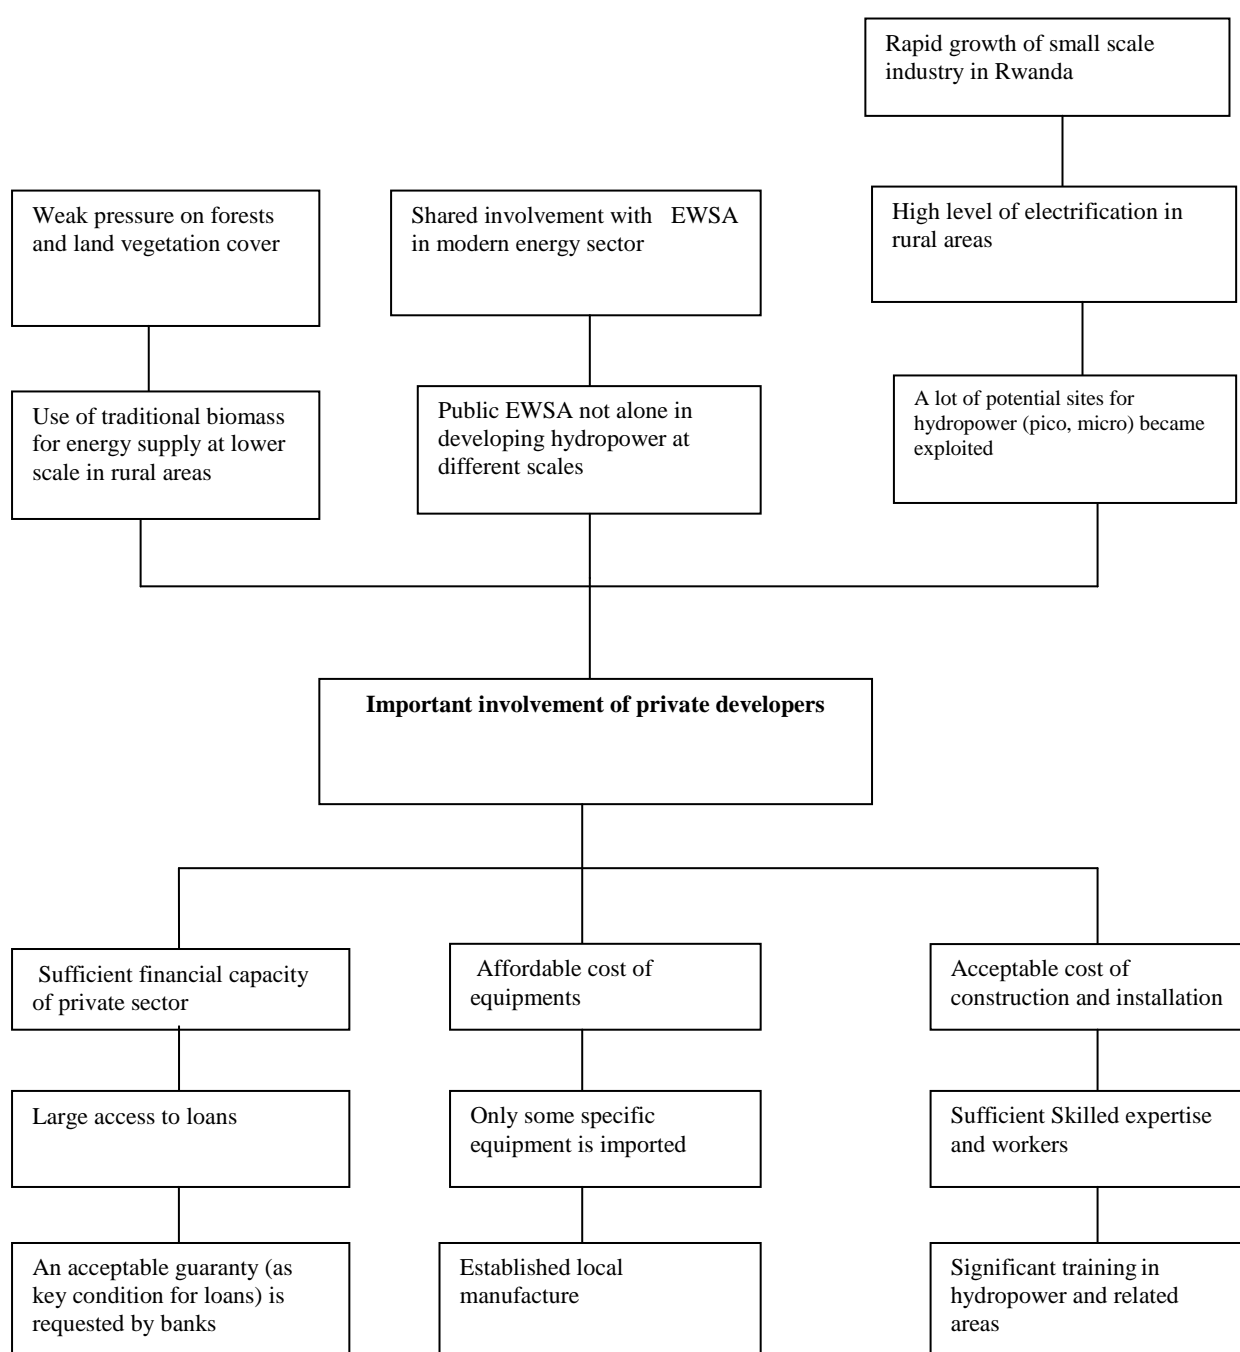 Rapid growth of small scale
industry in Rwanda
Weak pressure on forests
and land vegetation cover
Shared involvement with EWSA
in modern energy sector
High level of electrification in
rural areas
Use of traditional biomass
for energy supply at lower
scale in rural areas
Public EWSA not alone in
developing hydropower at
different scales
A lot of potential sites for
hydropower (pico, micro) became
exploited
Important involvement of private developers
Sufficient financial capacity
of private sector
Affordable cost of
equipments
Acceptable cost of
construction and installation
Large access to loans
Only some specific
equipment is imported
Sufficient Skilled expertise
and workers
An acceptable guaranty (as
key condition for loans) is
requested by banks
Established local
manufacture
Significant training in
hydropower and related
areas